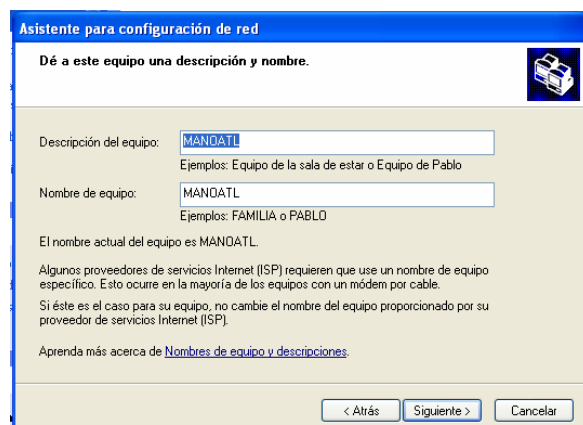 Asistente para configuración de red
Dé a este equipo una descripción y nombre.
Descripción del equipo:
MANOATL
Ejemplos: Equipo de la sala de estar o Equipo de Pablo
Nombre de equipo:
MANOATL
Ejemplos: FAMILIA o PABLO
El nombre actual del equipo es MANOATL.
Algunos proveedores de servicios Internet (ISP) requieren que use un nombre de equipo
específico. Esto ocurre en la mayoría de los equipos con un módem por cable.
Si éste es el caso para su equipo, no cambie el nombre del equipo proporcionado por su
proveedor de servicios Internet (ISP).
Aprenda más acerca de Nombres de equipo y descripciones.
< Atrás
Siguiente >
Cancelar